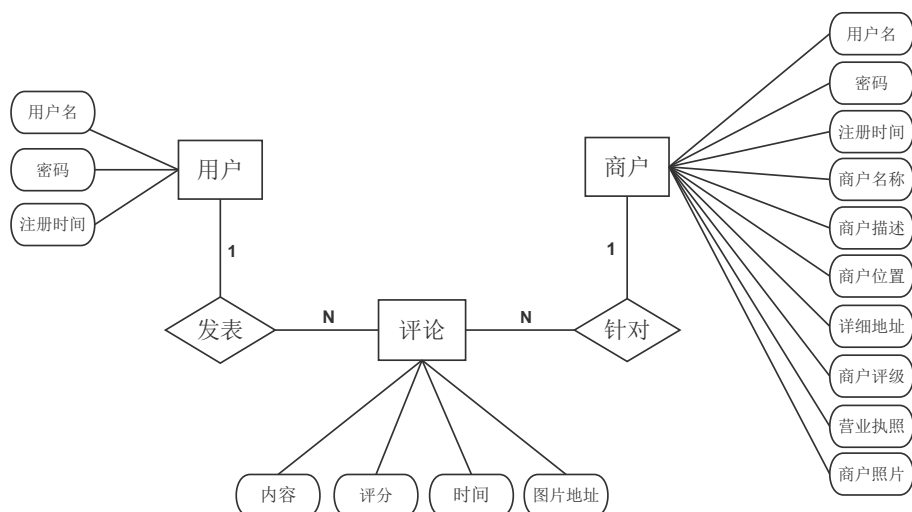 用户名
密码
注册时间
用户
1
发表
N
评论
N
针对
1
商户
用户名
密码
注册时间
商户名称
商户描述
商户位置
详细地址
商户评级
营业执照
商户照片
内容
评分
时间
图片地址